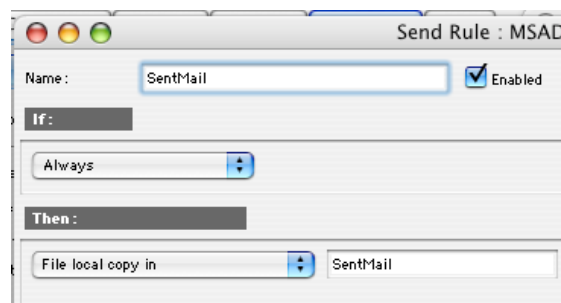 Send Rule : MSAD
Name :
SentMail
Enabled
If :
Always
Then :
File local copy in
SentMail